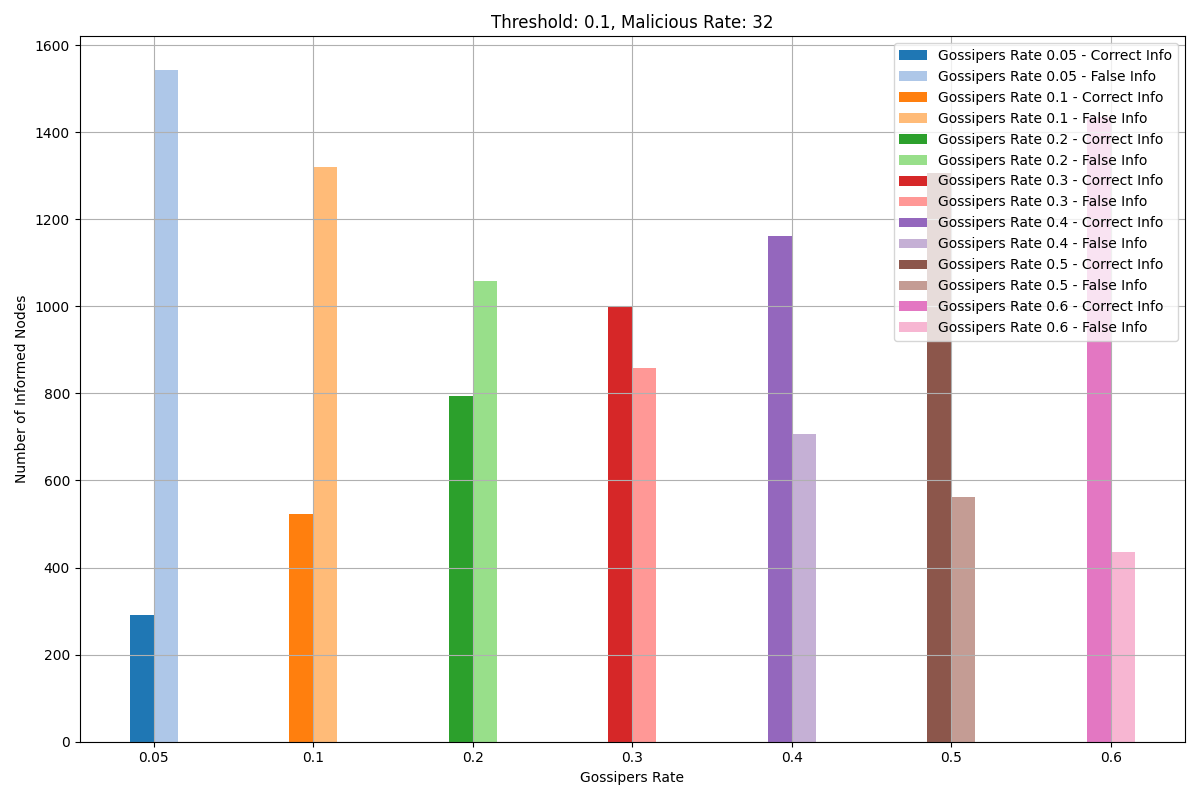 Threshold: 0.1, Malicious Rate: 32
1600
1400
1200
1000
800
600
400
200
0
Number of Informed Nodes
Gossipers Rate 0.05 - Correct Info
Gossipers Rate 0.05 - False Info
Gossipers Rate 0.1 - Correct Info
Gossipers Rate 0.1 - False Info
Gossipers Rate 0.2 - Correct Info
Gossipers Rate 0.2 - False Info
Gossipers Rate 0.3 - Correct Info
Gossipers Rate 0.3 - False Info
Gossipers Rate 0.4 - Correct Info
Gossipers Rate 0.4 - False Info
Gossipers Rate 0.5 - Correct Info
Gossipers Rate 0.5 - False Info
Gossipers Rate 0.6 - Correct Info
Gossipers Rate 0.6 - False Info
0.05 0.1 0.2 0.3 0.4 0.5 0.6
Gossipers Rate